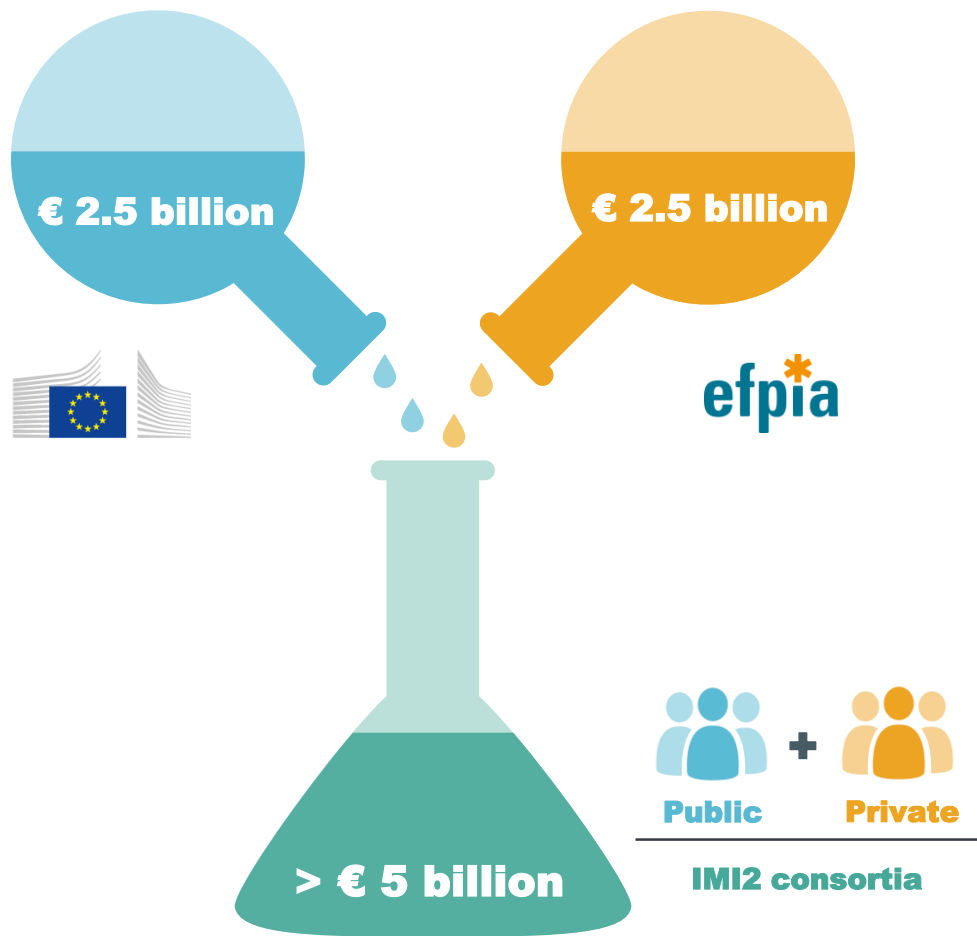 € 2.5 billion
€ 2.5 billion
efpia
Public
+
Private
> € 5 billion
IMI2 consortia